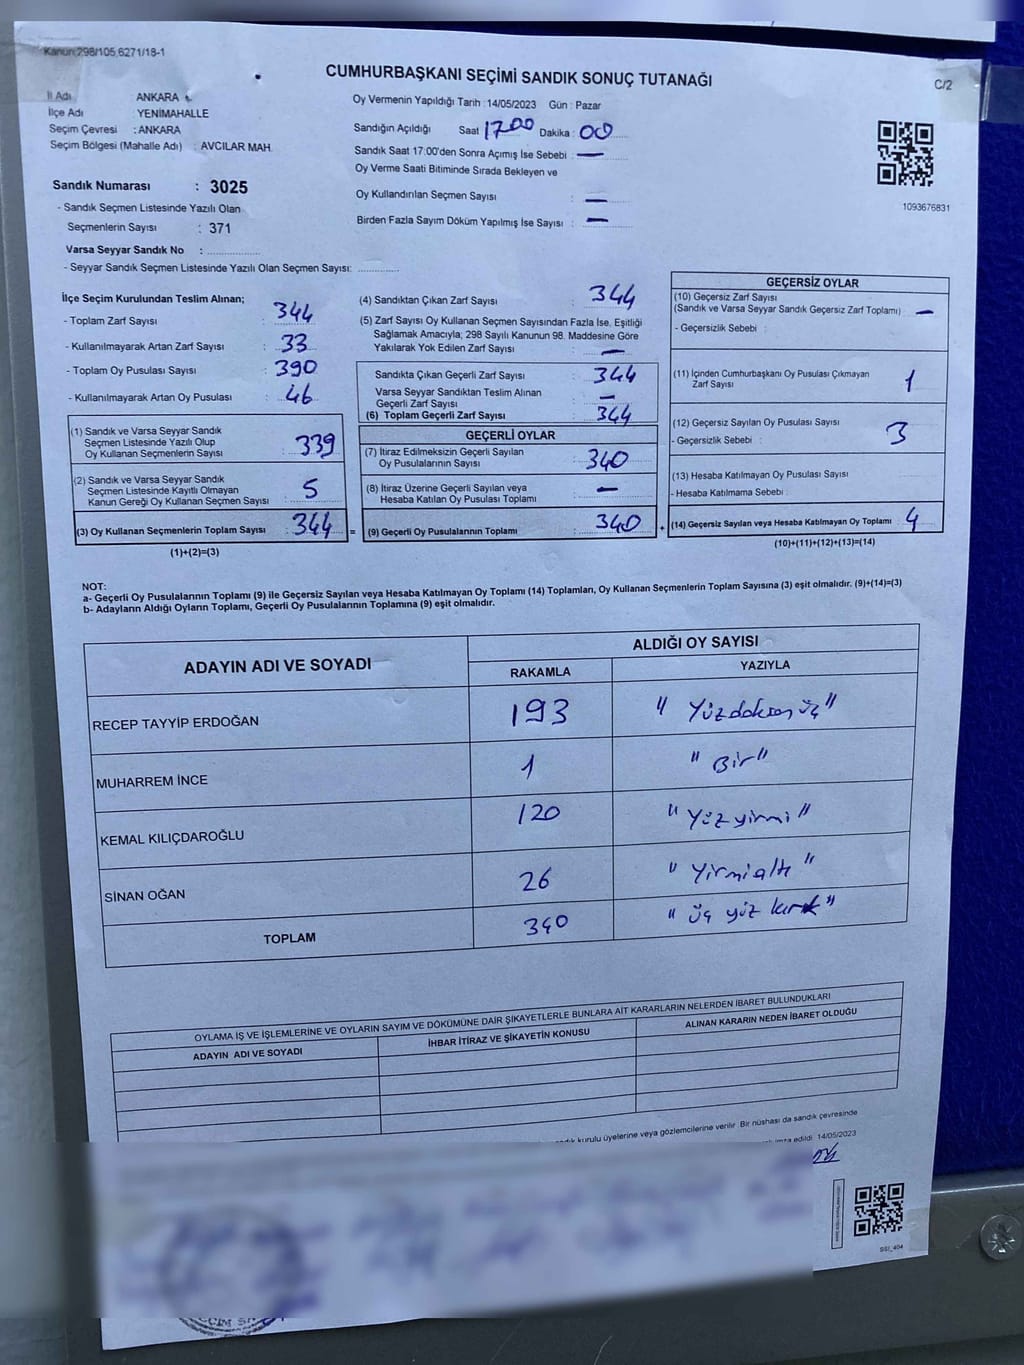 Kanun:298/105,6271/18-1
CUMHURBAŞKANI SEÇİMİ SANDIK SONUÇ TUTANAĞI
C/2
İl Adı ANKARA
İlçe Adı : YENİMAHALLE
Seçim Çevresi : ANKARA
Seçim Bölgesi (Mahalle Adı) : AVCILAR MAH.
Oy Vermenin Yapıldığı Tarih : 14/05/2023 Gün : Pazar
Sandığın Açıldığı Saat 17.00 Dakika : 00
Sandık Saat 17:00'den Sonra Açımış İse Sebebi : —
Oy Verme Saati Bitiminde Sırada Bekleyen ve
Oy Kullandırılan Seçmen Sayısı : —
Birden Fazla Sayım Döküm Yapılmış İse Sayısı : —
1093676831
Sandık Numarası : 3025
- Sandık Seçmen Listesinde Yazılı Olan
Seçmenlerin Sayısı : 371
Varsa Seyyar Sandık No :
- Seyyar Sandık Seçmen Listesinde Yazılı Olan Seçmen Sayısı:
İlçe Seçim Kurulundan Teslim Alınan;
- Toplam Zarf Sayısı : 344
- Kullanılmayarak Artan Zarf Sayısı : 33
- Toplam Oy Pusulası Sayısı : 390
- Kullanılmayarak Artan Oy Pusulası : 46
(1) Sandık ve Varsa Seyyar Sandık
Seçmen Listesinde Yazılı Olup
Oy Kullanan Seçmenlerin Sayısı : 339
(2) Sandık ve Varsa Seyyar Sandık
Seçmen Listesinde Kayıtlı Olmayan
Kanun Gereği Oy Kullanan Seçmen Sayısı : 5
(3) Oy Kullanan Seçmenlerin Toplam Sayısı : 344 =
(1)+(2)=(3)
(4) Sandıktan Çıkan Zarf Sayısı : 344
(5) Zarf Sayısı Oy Kullanan Seçmen Sayısından Fazla İse, Eşitliği
Sağlamak Amacıyla; 298 Sayılı Kanunun 98. Maddesine Göre
Yakılarak Yok Edilen Zarf Sayısı : —
Sandıkta Çıkan Geçerli Zarf Sayısı : 344
Varsa Seyyar Sandıktan Teslim Alınan
Geçerli Zarf Sayısı : —
(6) Toplam Geçerli Zarf Sayısı : 344
GEÇERLİ OYLAR
(7) İtiraz Edilmeksizin Geçerli Sayılan
Oy Pusulalarının Sayısı : 340
(8) İtiraz Üzerine Geçerli Sayılan veya
Hesaba Katılan Oy Pusulası Toplamı : —
(9) Geçerli Oy Pusulalarının Toplamı : 340 +
GEÇERSİZ OYLAR
(10) Geçersiz Zarf Sayısı
(Sandık ve Varsa Seyyar Sandık Geçersiz Zarf Toplamı) : —
- Geçersizlik Sebebi :
(11) İçinden Cumhurbaşkanı Oy Pusulası Çıkmayan
Zarf Sayısı : 1
(12) Geçersiz Sayılan Oy Pusulası Sayısı : 3
- Geçersizlik Sebebi :
(13) Hesaba Katılmayan Oy Pusulası Sayısı
- Hesaba Katılmama Sebebi :
(14) Geçersiz Sayılan veya Hesaba Katılmayan Oy Toplamı : 4
(10)+(11)+(12)+(13)=(14)
NOT:
a- Geçerli Oy Pusulalarının Toplamı (9) ile Geçersiz Sayılan veya Hesaba Katılmayan Oy Toplamı (14) Toplamları, Oy Kullanan Seçmenlerin Toplam Sayısına (3) eşit olmalıdır. (9)+(14)=(3)
b- Adayların Aldığı Oyların Toplamı, Geçerli Oy Pusulalarının Toplamına (9) eşit olmalıdır.
ADAYIN ADI VE SOYADI
ALDIĞI OY SAYISI
RAKAMLA YAZIYLA
RECEP TAYYİP ERDOĞAN 193 " Yüzdoksan üç"
MUHARREM İNCE 1 " Bir"
KEMAL KILIÇDAROĞLU 120 " Yüz yirmi "
SİNAN OĞAN 26 " Yirmialtı "
TOPLAM 340 " Üç yüz kırk "
OYLAMA İŞ VE İŞLEMLERİNE VE OYLARIN SAYIM VE DÖKÜMÜNE DAİR ŞİKAYETLERLE BUNLARA AİT KARARLARIN NELERDEN İBARET BULUNDUKLARI
ADAYIN ADI VE SOYADI İHBAR İTİRAZ VE ŞİKAYETİN KONUSU ALINAN KARARIN NEDEN İBARET OLDUĞU
kurulu üyelerine veya gözlemcilerine verilir. Bir nüshası da sandık çevresinde
edildi. 14/05/2023
SSI_404